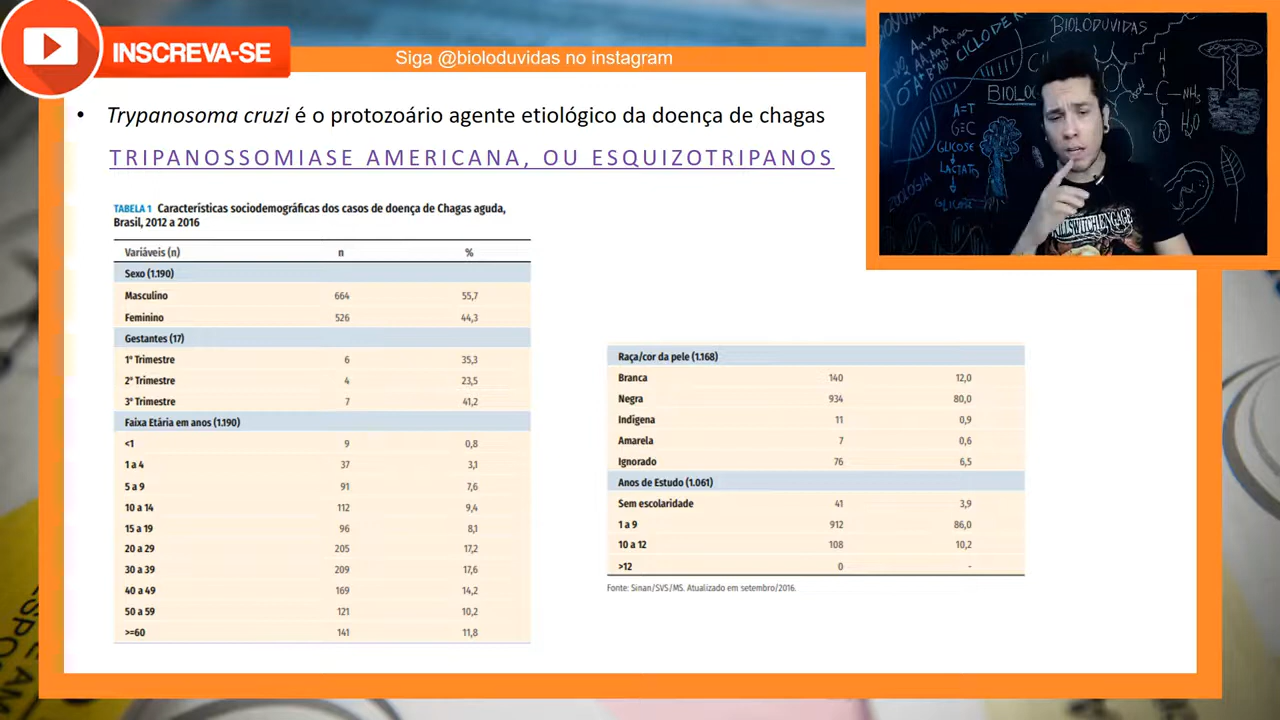 INSCREVA-SE
Siga @bioloduvidas no instagram
• Trypanosoma cruzi é o protozoário agente etiológico da doença de chagas
TRIPANOSSOMIASE AMERICANA, OU ESQUIZOTRIPANOS
TABELA 1 Características sociodemográficas dos casos de doença de Chagas aguda,
Brasil, 2012 a 2016
Variáveis (n) n %
Sexo (1.190)
Masculino 664 55,7
Feminino 526 44,3
Gestantes (17)
1º Trimestre 6 35,3
2º Trimestre 4 23,5
3º Trimestre 7 41,2
Faixa Etária em anos (1.190)
<1 9 0,8
1 a 4 37 3,1
5 a 9 91 7,6
10 a 14 112 9,4
15 a 19 96 8,1
20 a 29 205 17,2
30 a 39 209 17,6
40 a 49 169 14,2
50 a 59 121 10,2
>=60 141 11,8
Raça/cor da pele (1.168)
Branca 140 12,0
Negra 934 80,0
Indígena 11 0,9
Amarela 7 0,6
Ignorado 76 6,5
Anos de Estudo (1.061)
Sem escolaridade 41 3,9
1 a 9 912 86,0
10 a 12 108 10,2
>12 0 -
Fonte: Sinan/SVS/MS. Atualizado em setembro/2016.
BIOLODUVIDAS
CICLO DE
A=T
G≡C
GLICOSE
LACTATO
GLICOSE
H
C
NH₂
R
H₂O
KILLSWITCH ENGAGE